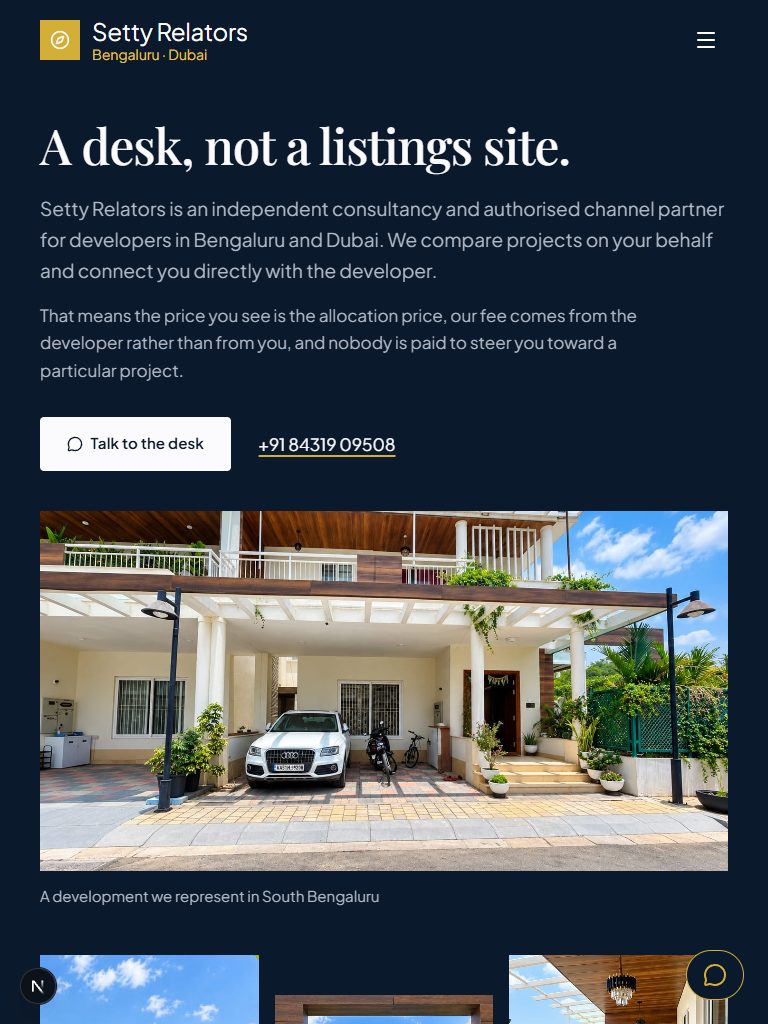 Setty Relators
Bengaluru · Dubai
A desk, not a listings site.
Setty Relators is an independent consultancy and authorised channel partner
for developers in Bengaluru and Dubai. We compare projects on your behalf
and connect you directly with the developer.
That means the price you see is the allocation price, our fee comes from the
developer rather than from you, and nobody is paid to steer you toward a
particular project.
Talk to the desk
+91 84319 09508
A development we represent in South Bengaluru
N